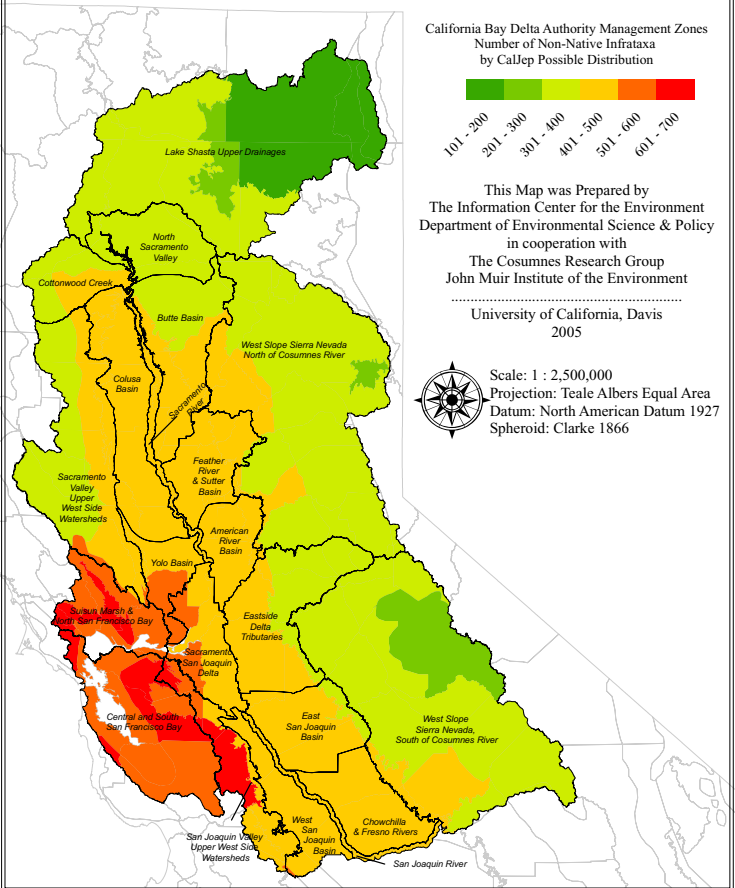 California Bay Delta Authority Management Zones
Number of Non-Native Infrataxa
by CalJep Possible Distribution
101 - 200
201 - 300
301 - 400
401 - 500
501 - 600
601 - 700
This Map was Prepared by
The Information Center for the Environment
Department of Environmental Science & Policy
in cooperation with
The Cosumnes Research Group
John Muir Institute of the Environment
....................................................................
University of California, Davis
2005
Scale: 1 : 2,500,000
Projection: Teale Albers Equal Area
Datum: North American Datum 1927
Spheroid: Clarke 1866
Lake Shasta Upper Drainages
North
Sacramento
Valley
Cottonwood Creek
Butte Basin
West Slope Sierra Nevada
North of Cosumnes River
Colusa
Basin
Sacramento
River
Feather
River
& Sutter
Basin
Sacramento
Valley
Upper
West Side
Watersheds
American
River
Basin
Yolo Basin
Suisun Marsh &
North San Francisco Bay
Eastside
Delta
Tributaries
Sacramento
San Joaquin
Delta
Central and South
San Francisco Bay
East
San Joaquin
Basin
West Slope
Sierra Nevada,
South of Cosumnes River
San Joaquin Valley
Upper West Side
Watersheds
West
San
Joaquin
Basin
Chowchilla
& Fresno Rivers
San Joaquin River